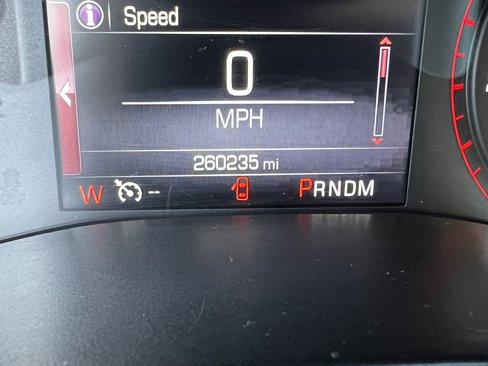 i Speed
0
MPH
260235 mi
W -- PRNDM